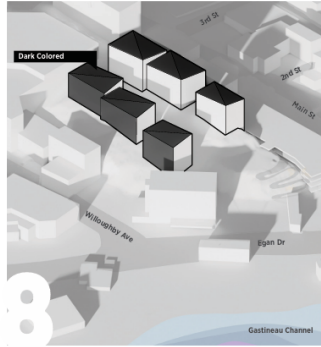 3rd St
Dark Colored
2nd St
Main St
Willoughby Ave
Egan Dr
8
Gastineau Channel